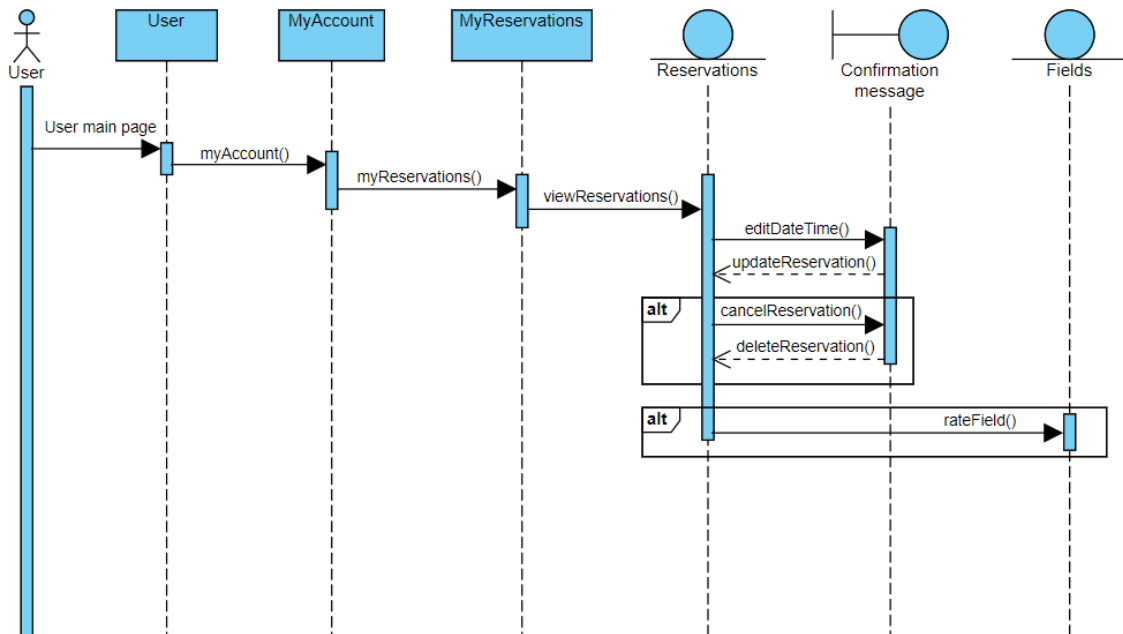 User
MyAccount
MyReservations
User
Reservations
Confirmation
message
Fields
User main page
myAccount()
myReservations()
viewReservations()
editDateTime()
updateReservation()
alt
cancelReservation()
deleteReservation()
alt
rateField()